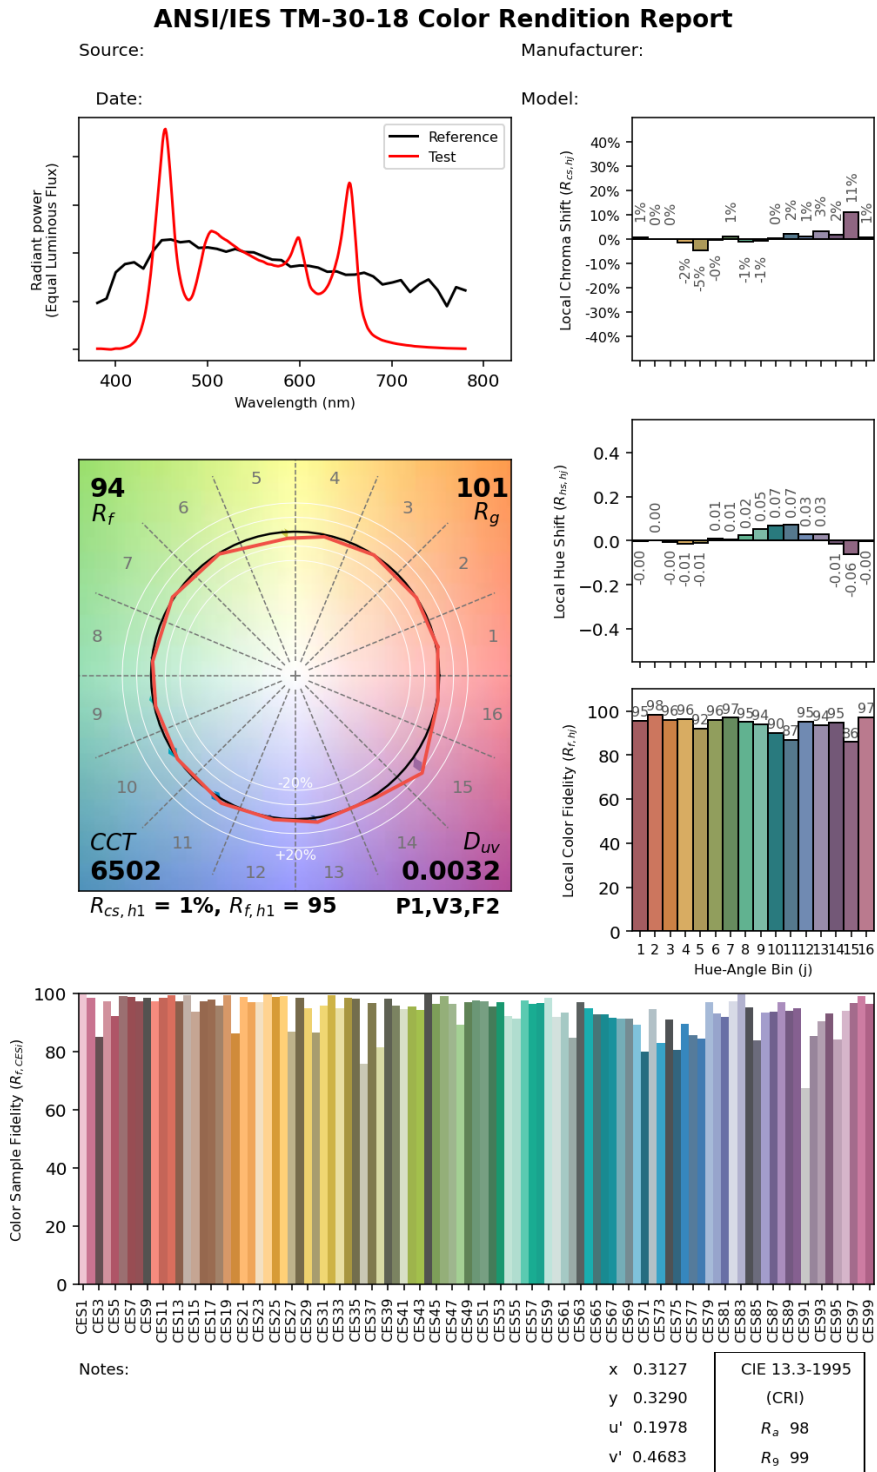 ANSI/IES TM-30-18 Color Rendition Report
Source:
Manufacturer:
Date:
Model:
Radiant power
(Equal Luminous Flux)
Reference
Test
400 500 600 700 800
Wavelength (nm)
Local Chroma Shift (Rcs,hj)
40%
30%
20%
10%
0%
-10%
-20%
-30%
-40%
1% 0% 0% -2% -5% -0% 1% -1% -1% 0% 2% 1% 3% 2% 11% 1%
Local Hue Shift (Rhs,hj)
0.4
0.2
0.0
−0.2
−0.4
-0.00 0.00 -0.00 -0.01 -0.01 0.01 0.01 0.02 0.05 0.07 0.07 0.03 0.03 -0.01 -0.06 -0.00
94
Rf
101
Rg
1 2 3 4 5 6 7 8 9 10 11 12 13 14 15 16
-20%
+20%
CCT
6502
Duv
0.0032
Rcs,h1 = 1%, Rf,h1 = 95
P1,V3,F2
Local Color Fidelity (Rf,hj)
100
80
60
40
20
0
95 98 96 96 92 96 97 95 94 90 87 95 94 95 86 97
1 2 3 4 5 6 7 8 9 10 11 12 13 14 15 16
Hue-Angle Bin (j)
Color Sample Fidelity (Rf,CESi)
100
80
60
40
20
0
CES1 CES3 CES5 CES7 CES9 CES11 CES13 CES15 CES17 CES19 CES21 CES23 CES25 CES27 CES29 CES31 CES33 CES35 CES37 CES39 CES41 CES43 CES45 CES47 CES49 CES51 CES53 CES55 CES57 CES59 CES61 CES63 CES65 CES67 CES69 CES71 CES73 CES75 CES77 CES79 CES81 CES83 CES85 CES87 CES89 CES91 CES93 CES95 CES97 CES99
Notes:
x 0.3127
y 0.3290
u' 0.1978
v' 0.4683
CIE 13.3-1995
(CRI)
Ra 98
R9 99